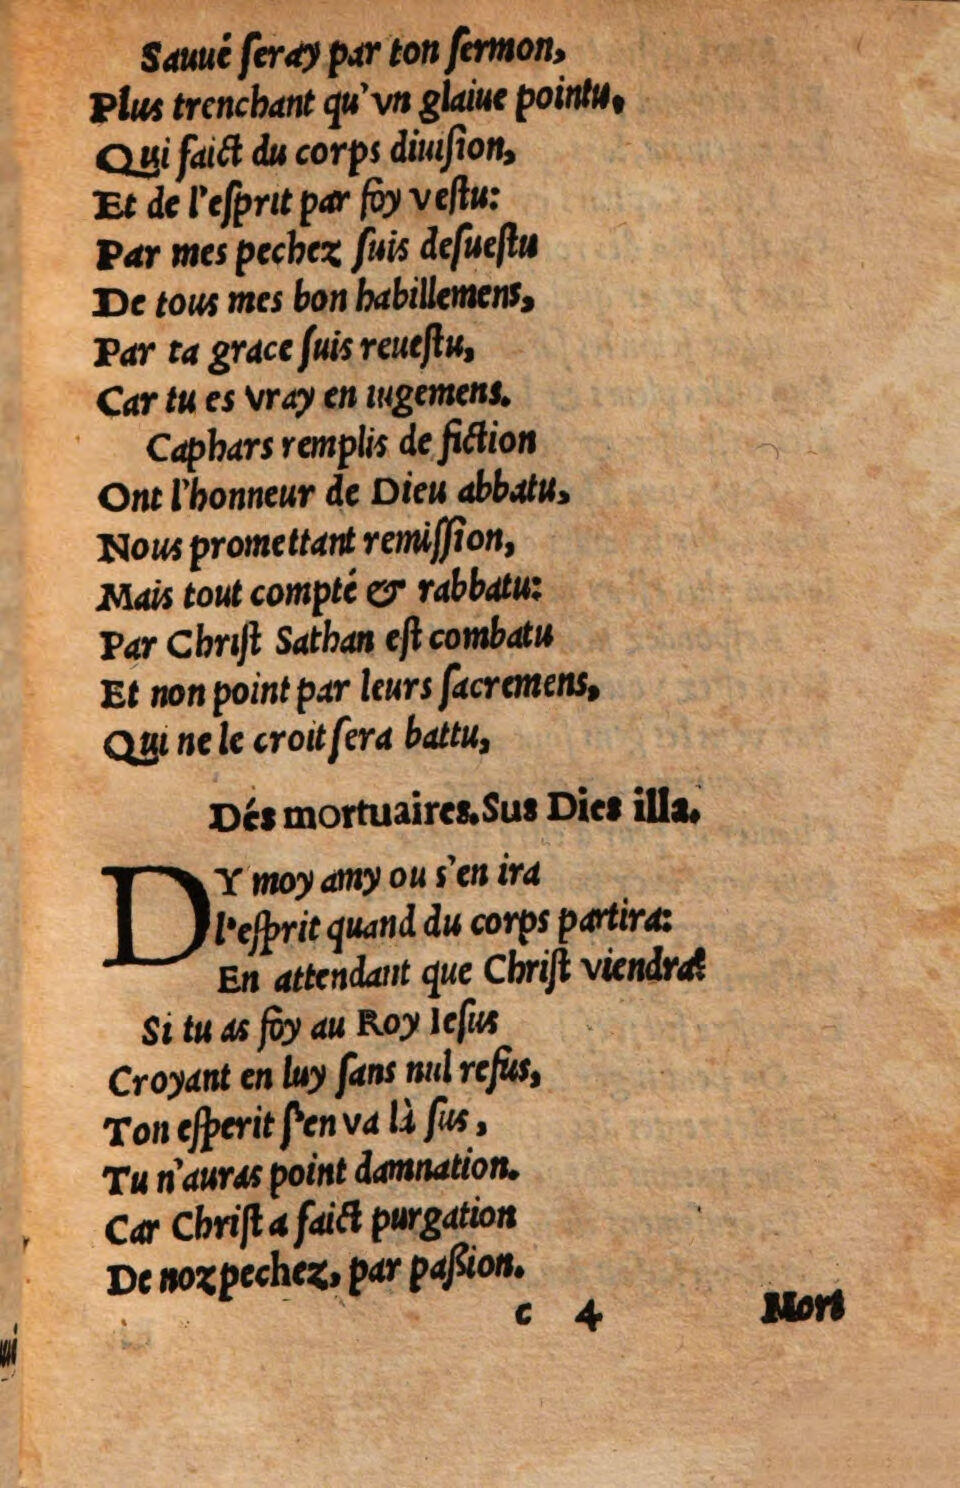 Sauué ſeray par ton ſermon,
Plus trenchant qu'vn glaiue pointu,
Qui faict du corps diuiſion,
Et de l'eſprit par foy veſtu:
Par mes pechez ſuis deſueſtu
De tous mes bon habillemens,
Par ta grace ſuis reueſtu,
Car tu es vray en iugemens.
Caphars remplis de fiction
Ont l'honneur de Dieu abbatu,
Nous promettant remiſſion,
Mais tout compté & rabbatu:
Par Chriſt Sathan eſt combatu
Et non point par leurs ſacremens,
Qui ne le croit ſera battu,
Dés mortuaires. Sus Dies illa.
DY moy amy ou s'en ira
l'eſprit quand du corps partira:
En attendant que Chriſt viendra?
Si tu as foy au Roy Ieſus
Croyant en luy ſans nul refus,
Ton eſperit ſ'en va là ſus,
Tu n'auras point damnation.
Car Chriſt a faict purgation
De noz pechez, par paſsion.
c 4 Mort